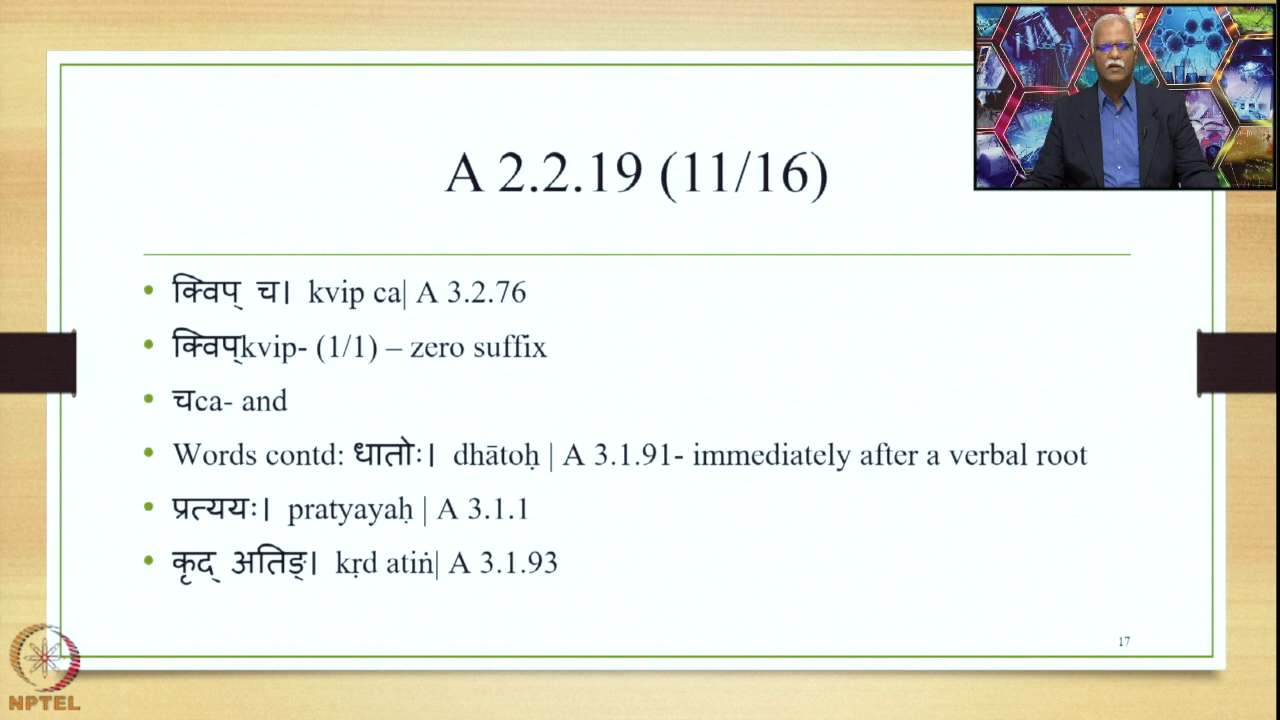 A 2.2.19 (11/16)
क्विप् च। kvip ca| A 3.2.76
क्विप्kvip- (1/1) – zero suffix
चca- and
Words contd: धातोः। dhātoḥ | A 3.1.91- immediately after a verbal root
प्रत्ययः। pratyayaḥ | A 3.1.1
कृद् अतिङ्। kṛd atiṅ| A 3.1.93
17
NPTEL